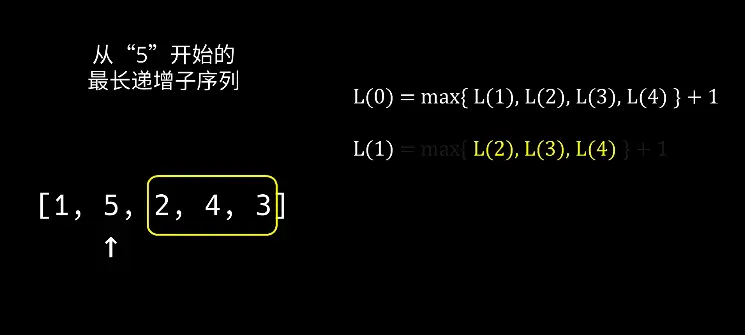 从“5”开始的
最长递增子序列
L(0) = max{ L(1), L(2), L(3), L(4) } + 1
L(1) = max{ L(2), L(3), L(4) } + 1
[1, 5, 2, 4, 3]
↑